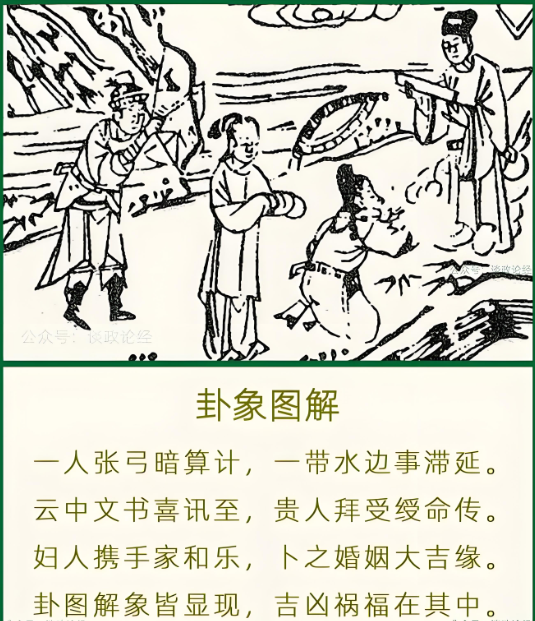 公众号：谈政论经
公众号：谈政论经
卦象图解
一人张弓暗算计，一带水边事滞延。
云中文书喜讯至，贵人拜受绶命传。
妇人携手家和乐，卜之婚姻大吉缘。
卦图解象皆显现，吉凶祸福在其中。